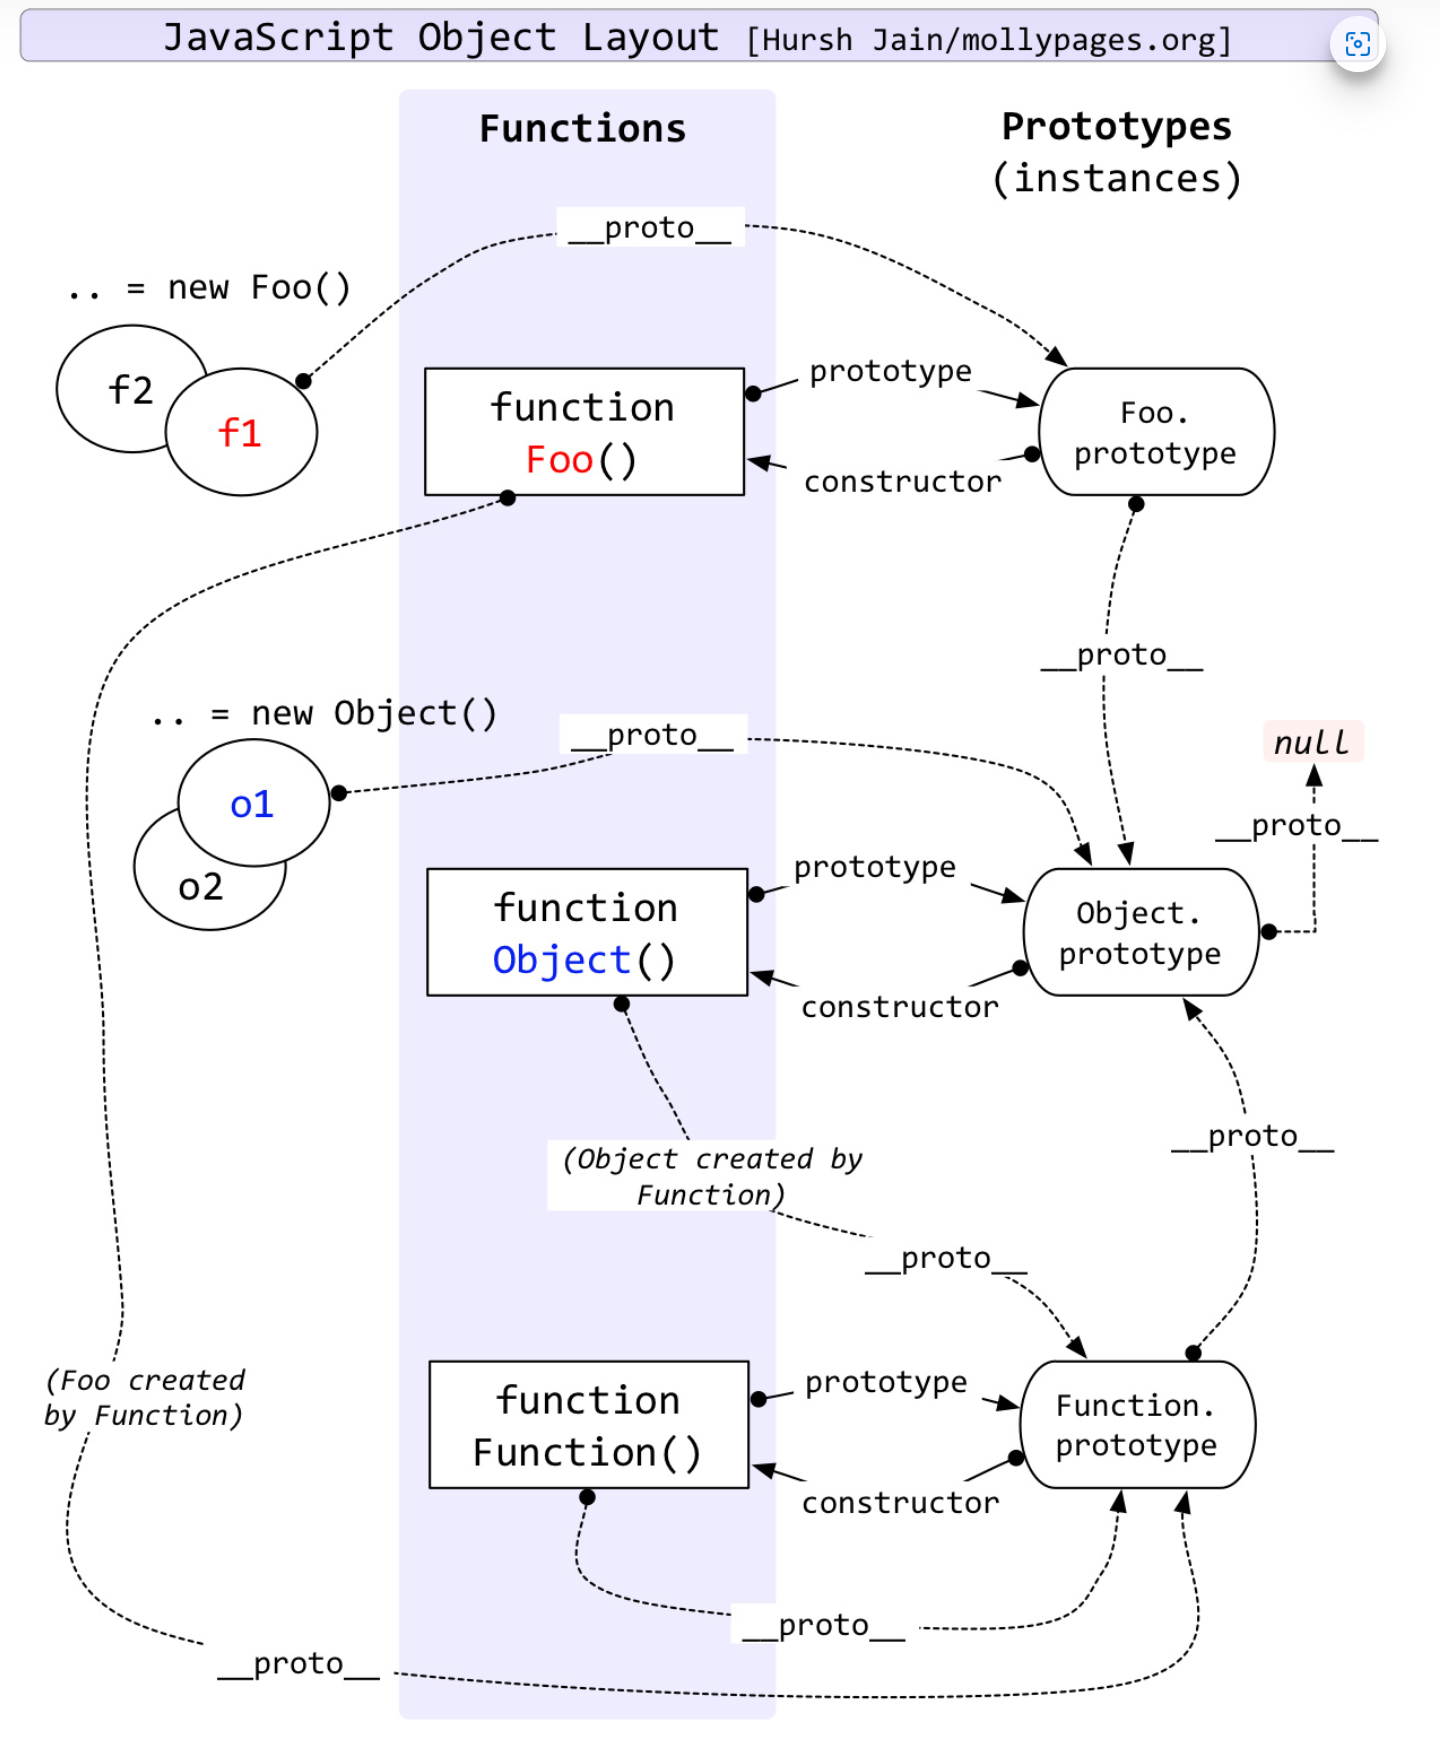 JavaScript Object Layout [Hursh Jain/mollypages.org]
Functions
Prototypes
(instances)
__proto__
.. = new Foo()
f2
f1
function
Foo()
prototype
constructor
Foo.
prototype
__proto__
.. = new Object()
__proto__
null
__proto__
o1
o2
function
Object()
prototype
constructor
Object.
prototype
__proto__
(Object created by
Function)
__proto__
(Foo created
by Function)
function
Function()
prototype
constructor
Function.
prototype
__proto__
__proto__